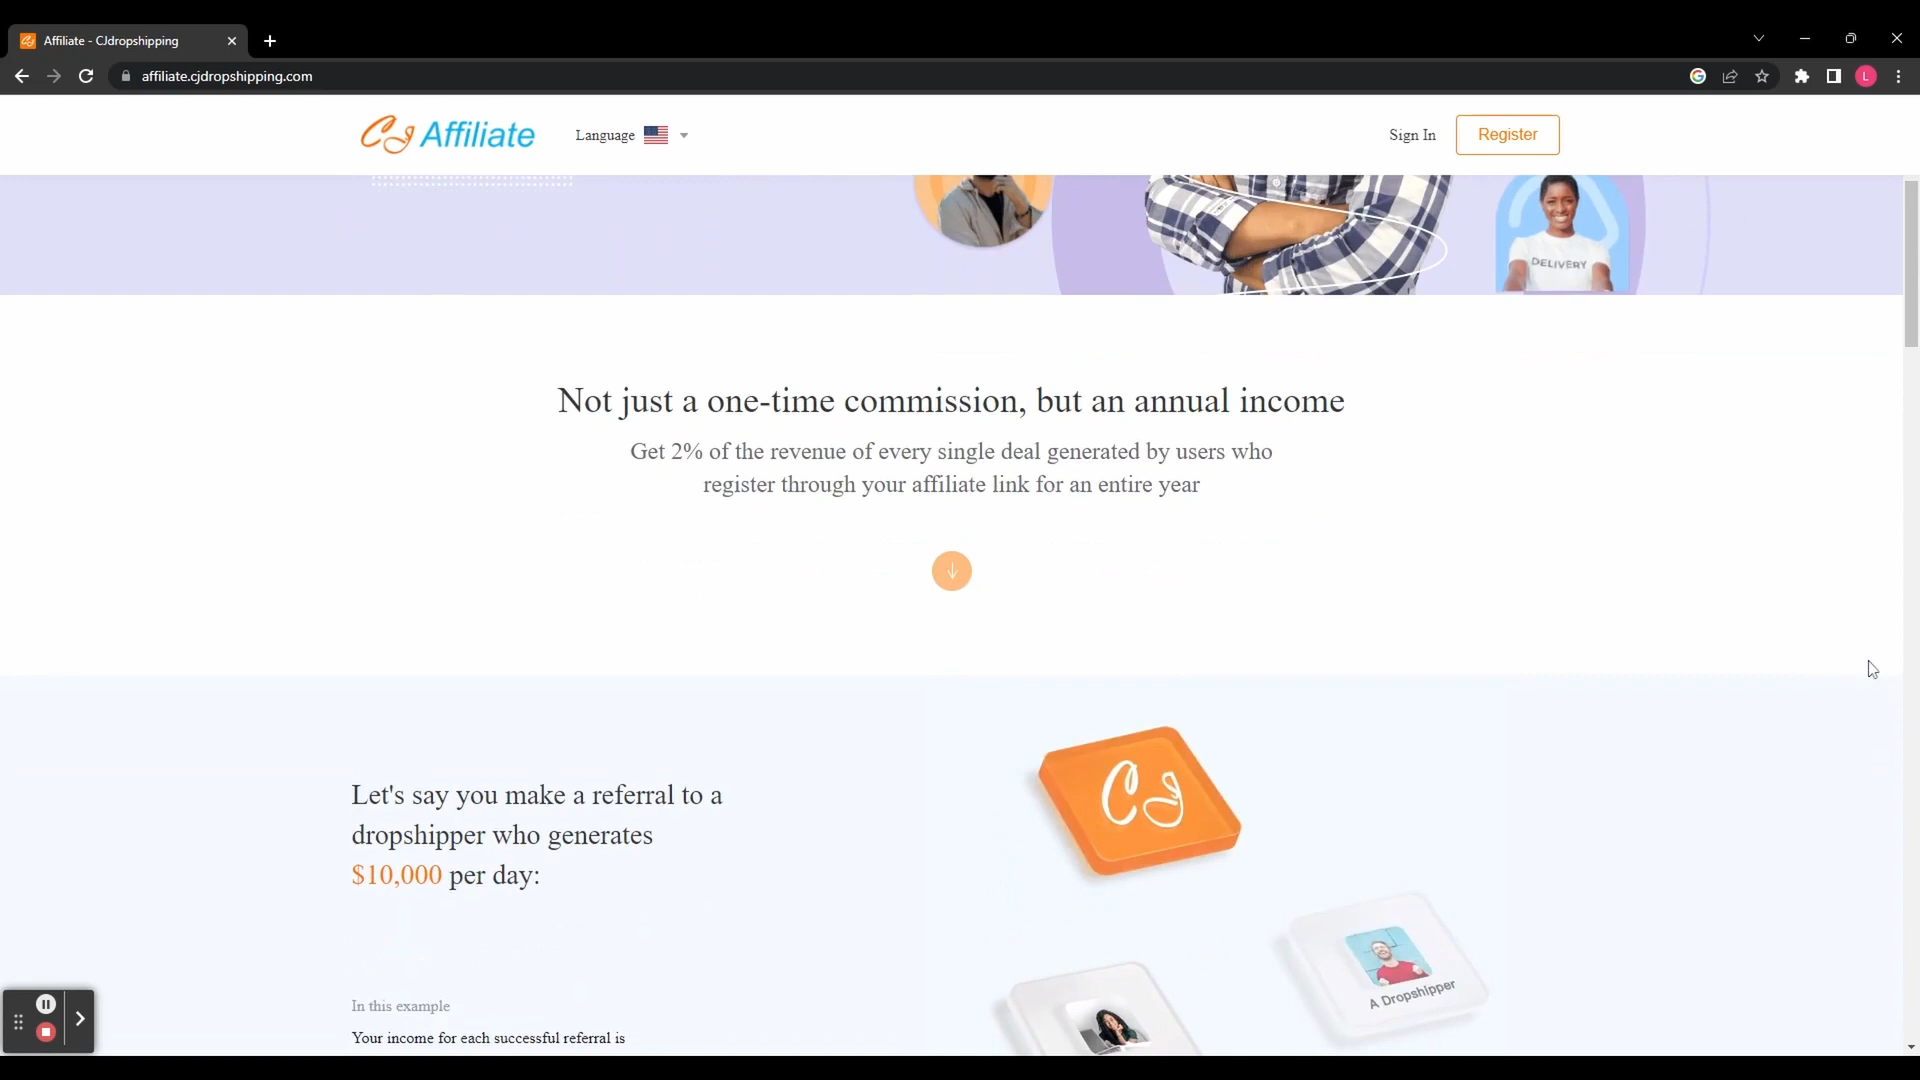 Affiliate - CJdropshipping
affiliate.cjdropshipping.com
L
CJ Affiliate
Language
Sign In
Register
DELIVERY
Not just a one-time commission, but an annual income
Get 2% of the revenue of every single deal generated by users who
register through your affiliate link for an entire year
CJ
Let's say you make a referral to a
dropshipper who generates
$10,000 per day:
A Dropshipper
In this example
Your income for each successful referral is